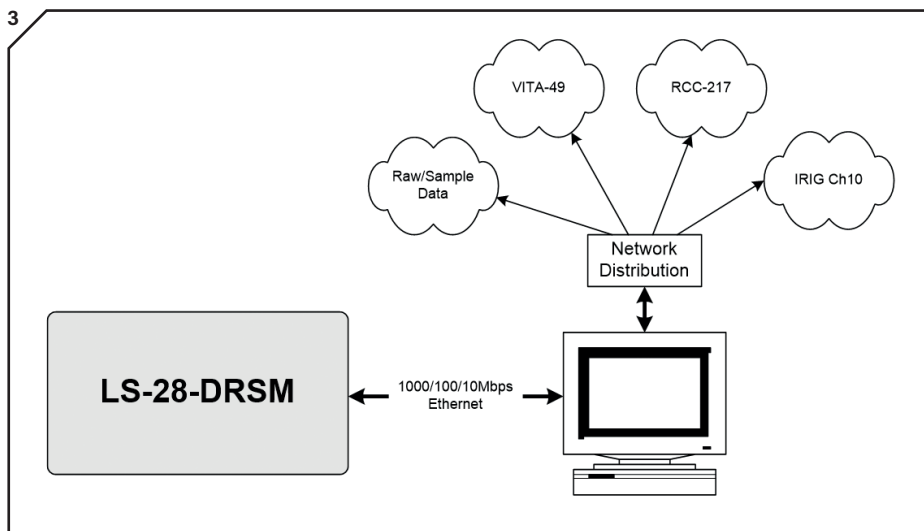 3
VITA-49
RCC-217
Raw/Sample
Data
IRIG Ch10
Network
Distribution
LS-28-DRSM
1000/100/10Mbps
Ethernet